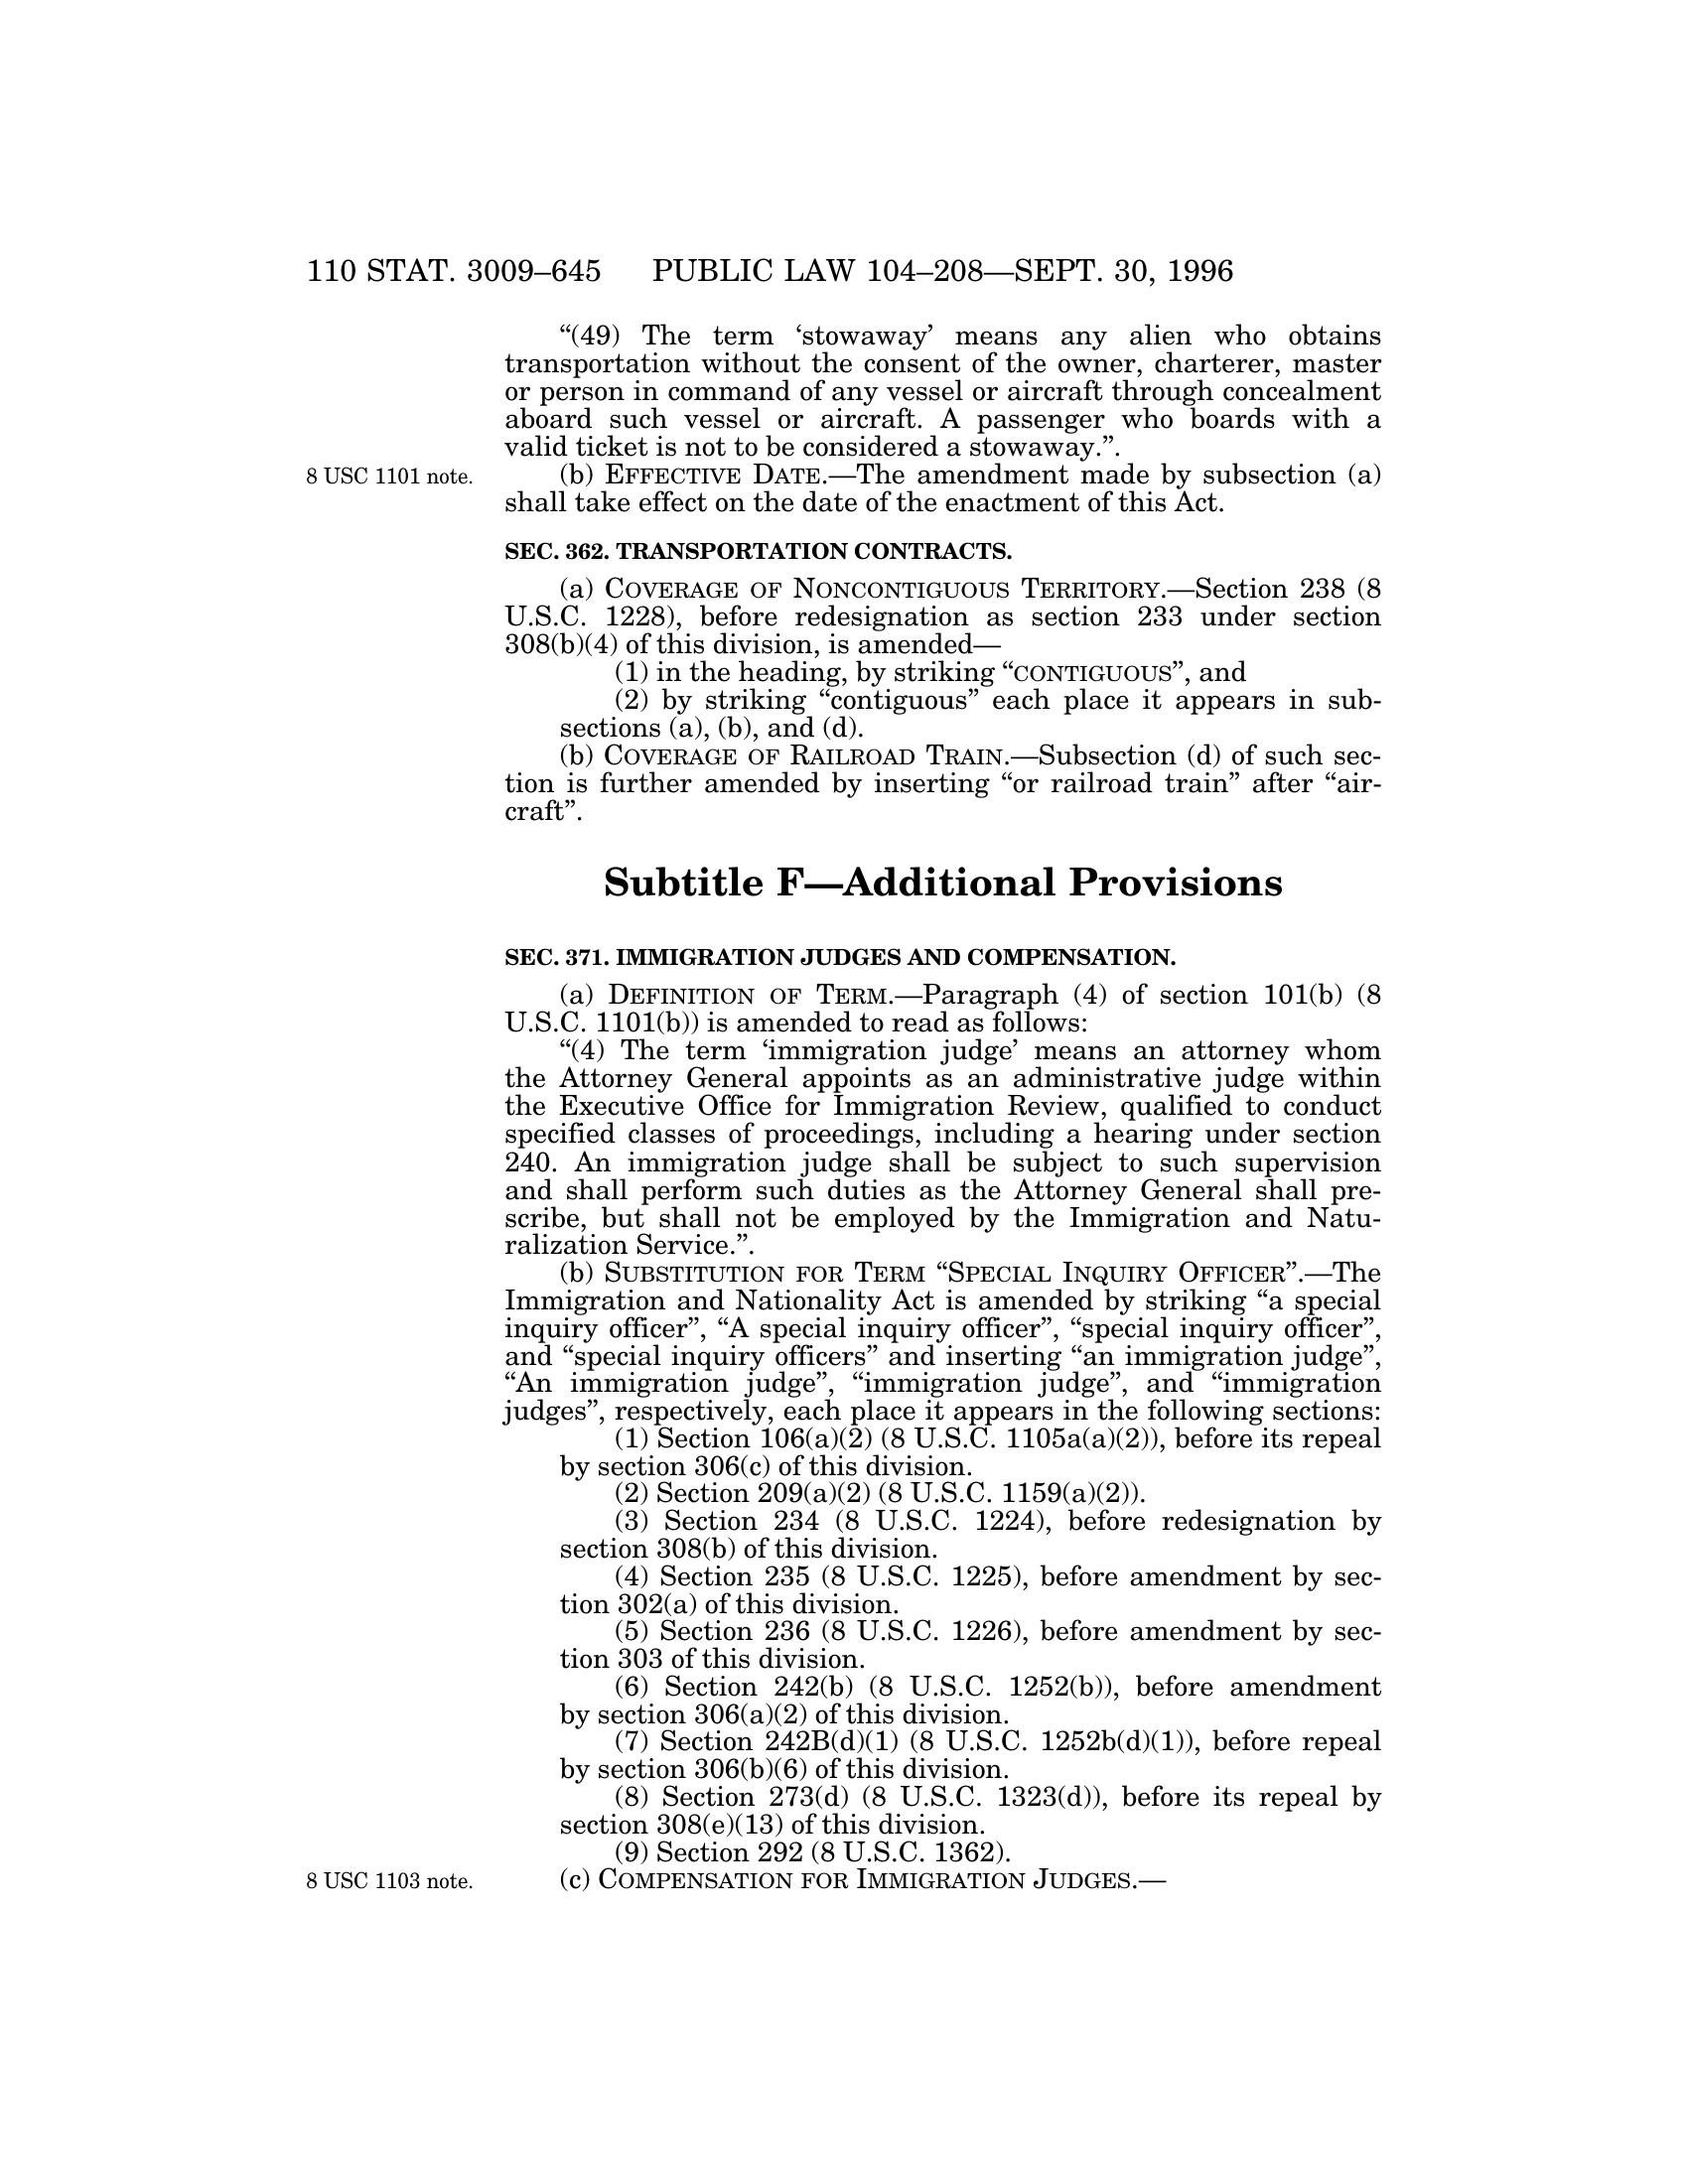 110 STAT. 3009–645 PUBLIC LAW 104–208—SEPT. 30, 1996
“(49) The term ‘stowaway’ means any alien who obtains
transportation without the consent of the owner, charterer, master
or person in command of any vessel or aircraft through concealment
aboard such vessel or aircraft. A passenger who boards with a
valid ticket is not to be considered a stowaway.”.
8 USC 1101 note.
(b) EFFECTIVE DATE.—The amendment made by subsection (a)
shall take effect on the date of the enactment of this Act.
SEC. 362. TRANSPORTATION CONTRACTS.
(a) COVERAGE OF NONCONTIGUOUS TERRITORY.—Section 238 (8
U.S.C. 1228), before redesignation as section 233 under section
308(b)(4) of this division, is amended—
(1) in the heading, by striking “CONTIGUOUS”, and
(2) by striking “contiguous” each place it appears in sub-
sections (a), (b), and (d).
(b) COVERAGE OF RAILROAD TRAIN.—Subsection (d) of such sec-
tion is further amended by inserting “or railroad train” after “air-
craft”.
Subtitle F—Additional Provisions
SEC. 371. IMMIGRATION JUDGES AND COMPENSATION.
(a) DEFINITION OF TERM.—Paragraph (4) of section 101(b) (8
U.S.C. 1101(b)) is amended to read as follows:
“(4) The term ‘immigration judge’ means an attorney whom
the Attorney General appoints as an administrative judge within
the Executive Office for Immigration Review, qualified to conduct
specified classes of proceedings, including a hearing under section
240. An immigration judge shall be subject to such supervision
and shall perform such duties as the Attorney General shall pre-
scribe, but shall not be employed by the Immigration and Natu-
ralization Service.”.
(b) SUBSTITUTION FOR TERM “SPECIAL INQUIRY OFFICER”.—The
Immigration and Nationality Act is amended by striking “a special
inquiry officer”, “A special inquiry officer”, “special inquiry officer”,
and “special inquiry officers” and inserting “an immigration judge”,
“An immigration judge”, “immigration judge”, and “immigration
judges”, respectively, each place it appears in the following sections:
(1) Section 106(a)(2) (8 U.S.C. 1105a(a)(2)), before its repeal
by section 306(c) of this division.
(2) Section 209(a)(2) (8 U.S.C. 1159(a)(2)).
(3) Section 234 (8 U.S.C. 1224), before redesignation by
section 308(b) of this division.
(4) Section 235 (8 U.S.C. 1225), before amendment by sec-
tion 302(a) of this division.
(5) Section 236 (8 U.S.C. 1226), before amendment by sec-
tion 303 of this division.
(6) Section 242(b) (8 U.S.C. 1252(b)), before amendment
by section 306(a)(2) of this division.
(7) Section 242B(d)(1) (8 U.S.C. 1252b(d)(1)), before repeal
by section 306(b)(6) of this division.
(8) Section 273(d) (8 U.S.C. 1323(d)), before its repeal by
section 308(e)(13) of this division.
(9) Section 292 (8 U.S.C. 1362).
8 USC 1103 note.
(c) COMPENSATION FOR IMMIGRATION JUDGES.—